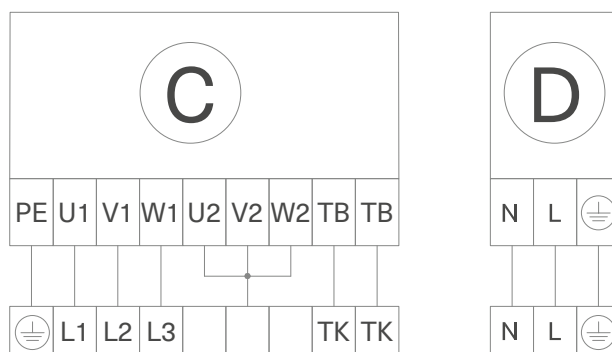 C
D
PE U1 V1 W1 U2 V2 W2 TB TB
N L
L1 L2 L3 TK TK
N L